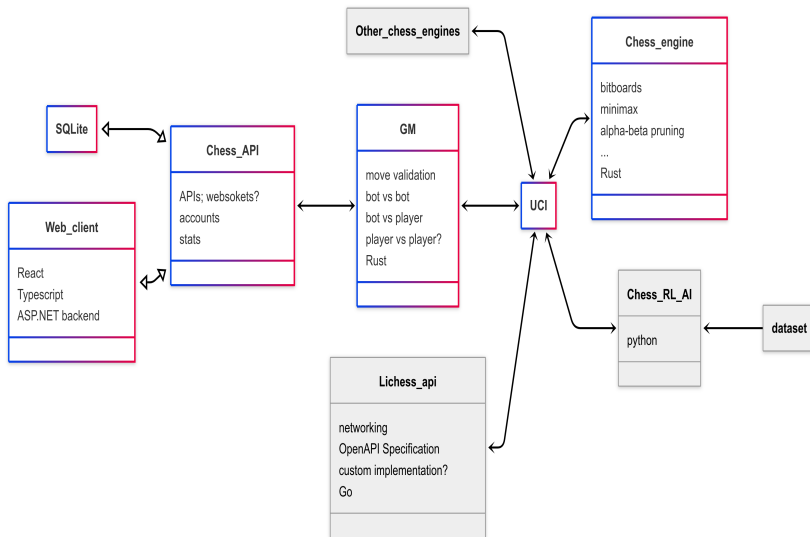 Other_chess_engines
Chess_engine
bitboards
minimax
alpha-beta pruning
...
Rust
SQLite
Chess_API
APIs; websokets?
accounts
stats
GM
move validation
bot vs bot
bot vs player
player vs player?
Rust
UCI
Web_client
React
Typescript
ASP.NET backend
Chess_RL_AI
python
dataset
Lichess_api
networking
OpenAPI Specification
custom implementation?
Go